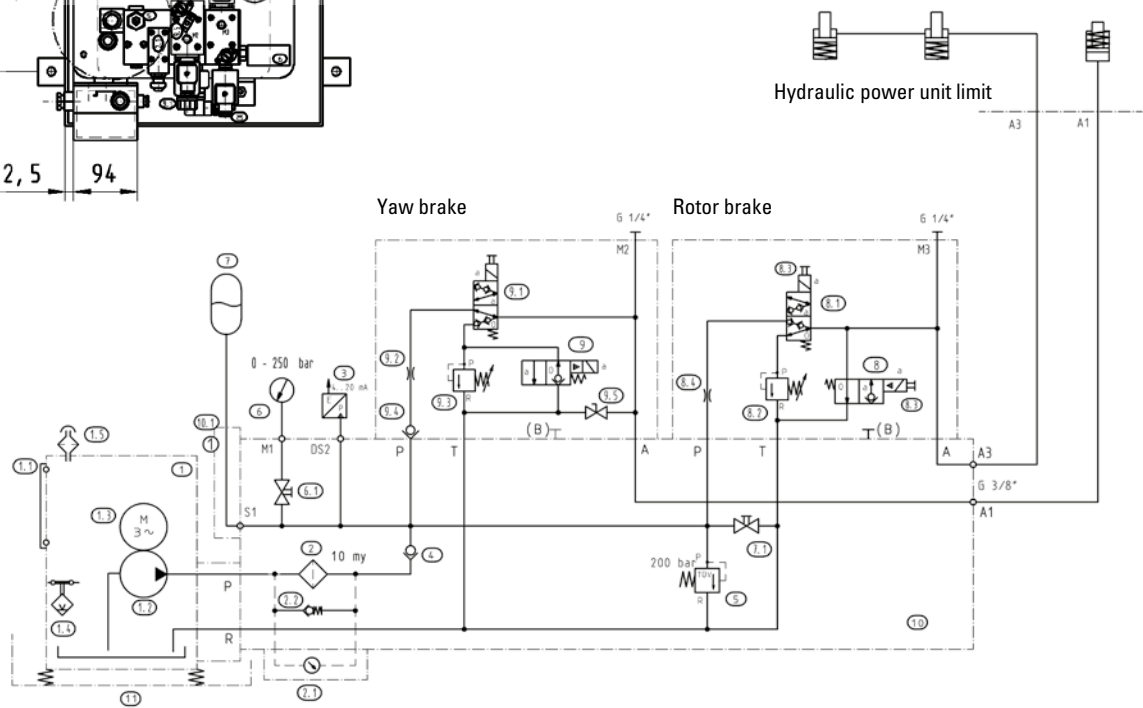 2,5 94
Hydraulic power unit limit
A3 A1
Yaw brake
Rotor brake
G 1/4"
G 1/4"
M2
M3
7
a
9.1
a
8.3
8.1
0 - 250 bar
3
4...20 mA
P
6
9.2
9.4
P
9.3
R
9
a
0
a
9.5
8.4
P
8.2
R
8
a
0
a
8.3
(B)
(B)
10.1
1
M1
DS2
P
T
A
P
T
A
A3
G 3/8"
A1
1.5
1.1
1
1.3
M
3~
1.2
1.4
6.1
S1
2
10 my
4
7.1
200 bar
P
R
5
P
2.2
R
2.1
10
11